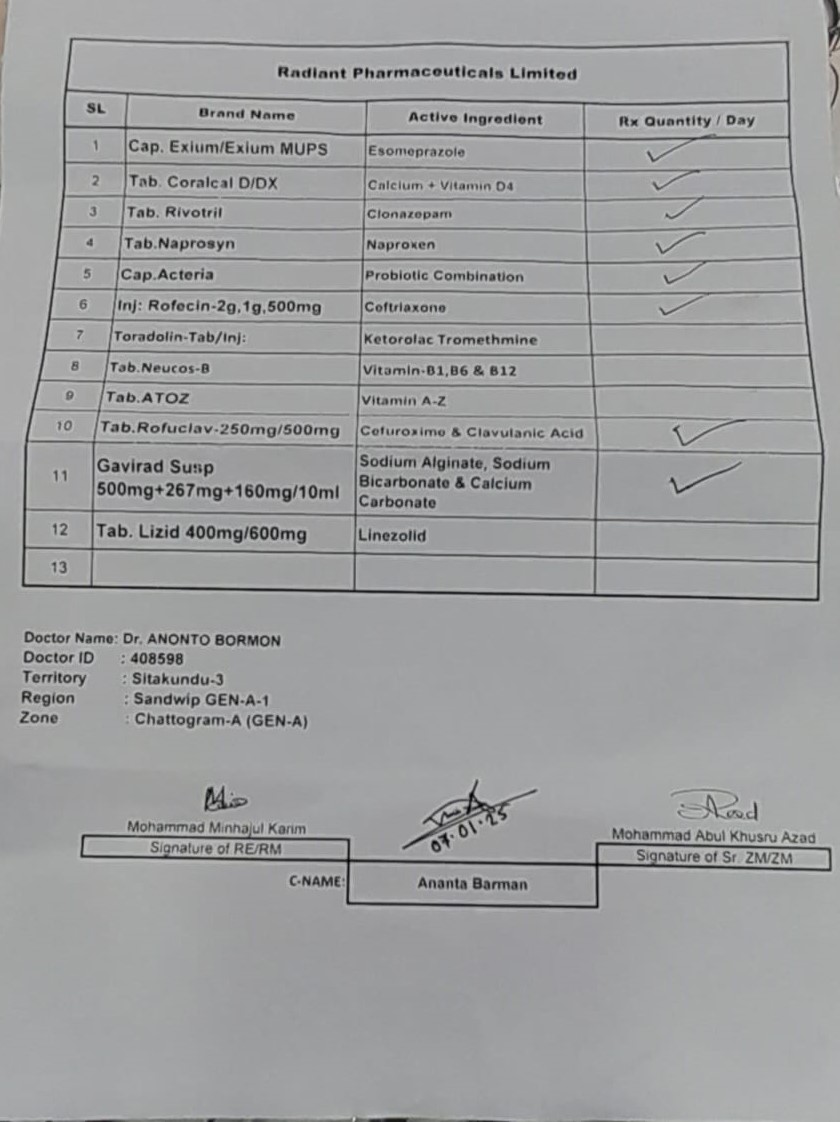 Radiant Pharmaceuticals Limited
SL Brand Name Active Ingredient Rx Quantity / Day
1 Cap. Exium/Exium MUPS Esomeprazole ✓
2 Tab. Coralcal D/DX Calcium + Vitamin D4 ✓
3 Tab. Rivotril Clonazepam ✓
4 Tab.Naprosyn Naproxen ✓
5 Cap.Acteria Probiotic Combination ✓
6 Inj: Rofecin-2g,1g,500mg Ceftriaxone ✓
7 Toradolin-Tab/Inj: Ketorolac Tromethmine
8 Tab.Neucos-B Vitamin-B1,B6 & B12
9 Tab.ATOZ Vitamin A-Z
10 Tab.Rofuclav-250mg/500mg Cefuroxime & Clavulanic Acid ✓
11 Gavirad Susp 500mg+267mg+160mg/10ml Sodium Alginate, Sodium Bicarbonate & Calcium Carbonate ✓
12 Tab. Lizid 400mg/600mg Linezolid
13
Doctor Name: Dr. ANONTO BORMON
Doctor ID : 408598
Territory : Sitakundu-3
Region : Sandwip GEN-A-1
Zone : Chattogram-A (GEN-A)
07.01.25
Mohammad Minhajul Karim
Signature of RE/RM
Mohammad Abul Khusru Azad
Signature of Sr. ZM/ZM
C-NAME: Ananta Barman